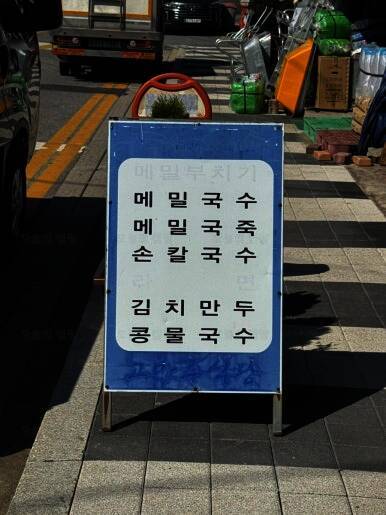 메밀부치기
메 밀 국 수
메 밀 국 죽
손 칼 국 수
라 면
김 치 만 두
콩 물 국 수